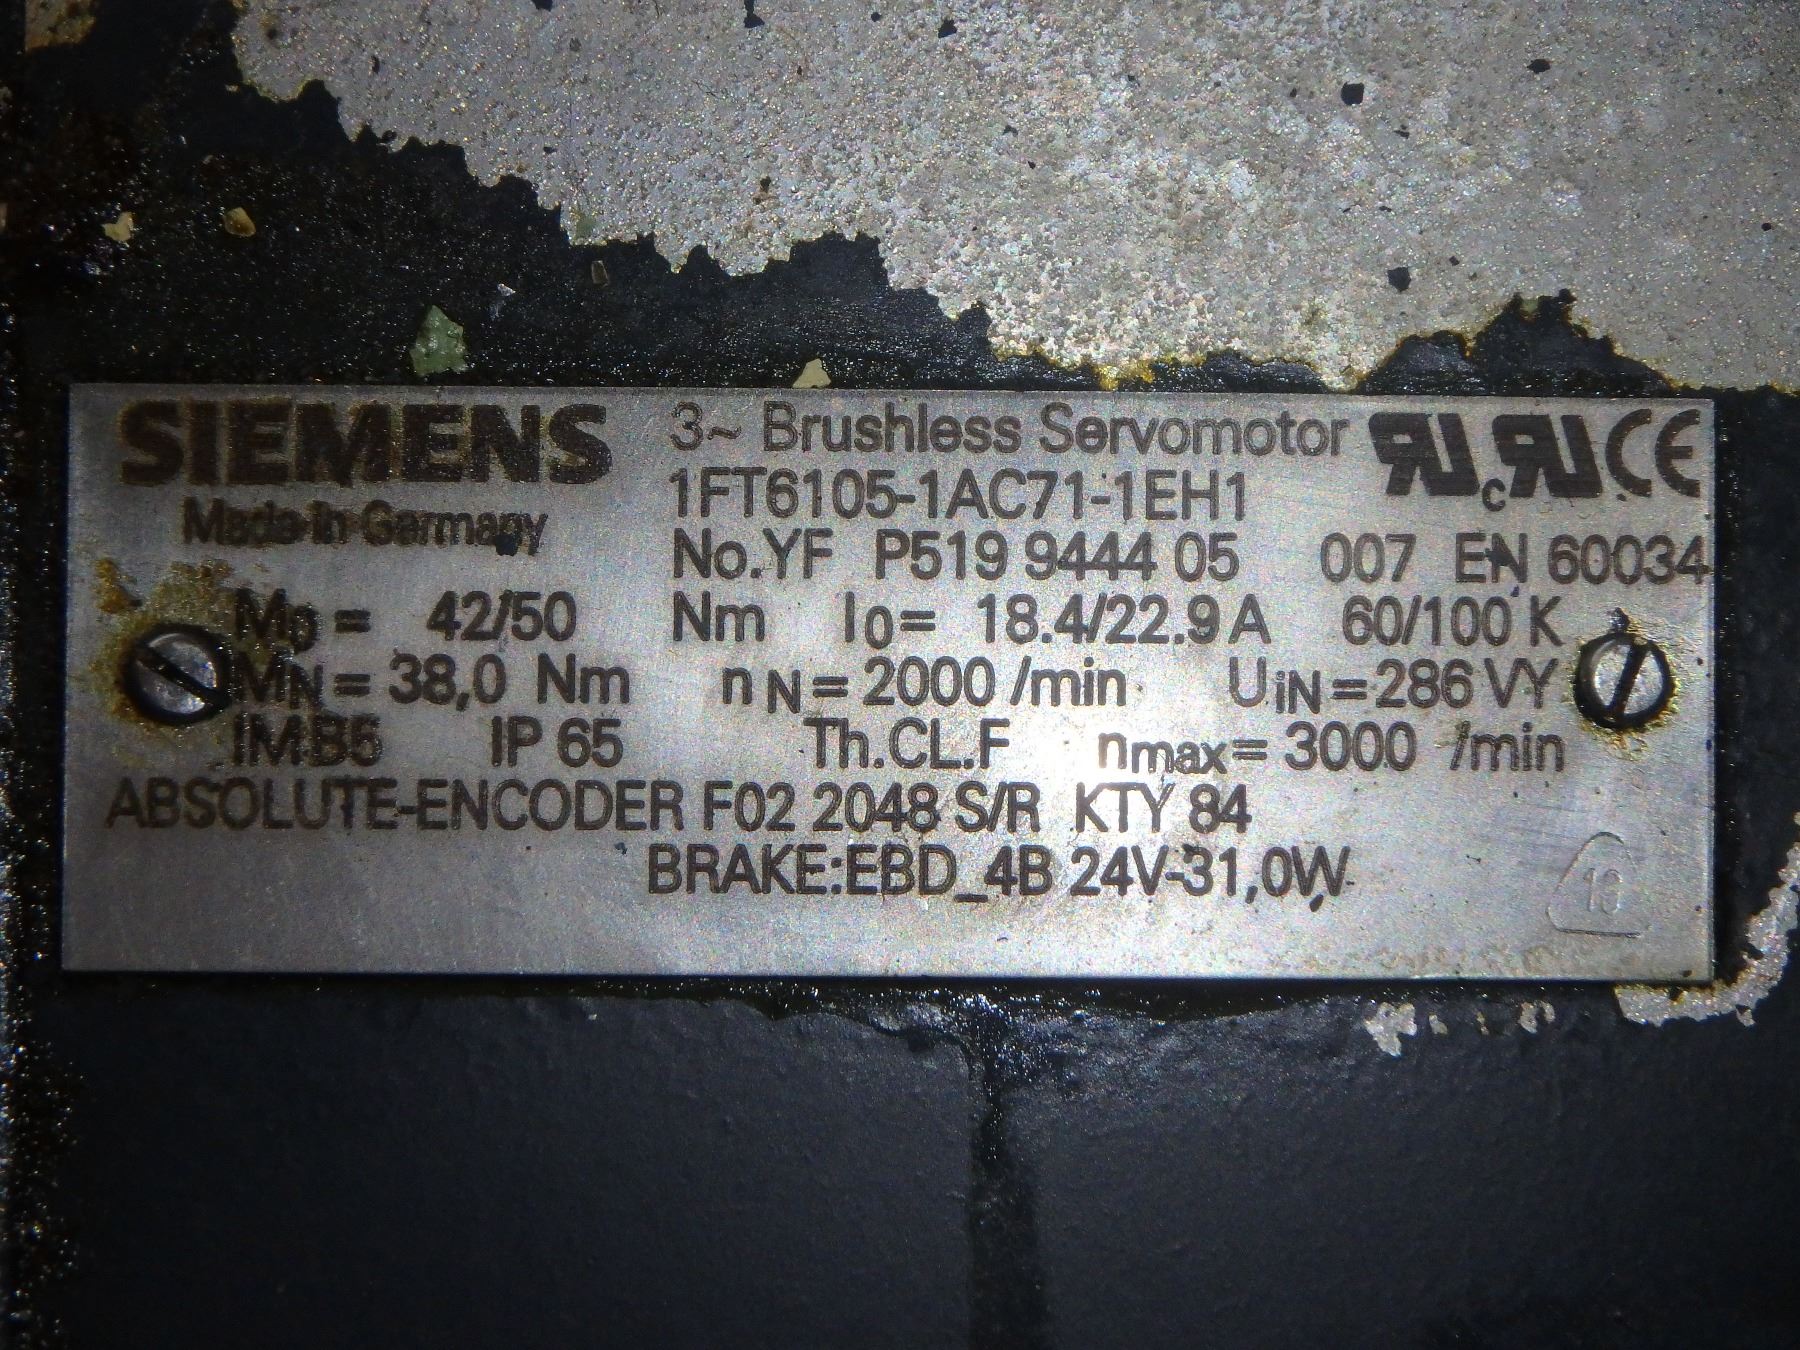 SIEMENS 3~ Brushless Servomotor
Made in Germany 1FT6105-1AC71-1EH1
No.YF P519 9444 05 007 EN 60034
M0 = 42/50 Nm I0= 18.4/22.9 A 60/100 K
MN = 38,0 Nm nN= 2000 /min UiN=286 VY
IM B5 IP 65 Th.CL.F nmax= 3000 /min
ABSOLUTE-ENCODER F02 2048 S/R KTY 84
BRAKE:EBD_4B 24V-31,0W
10